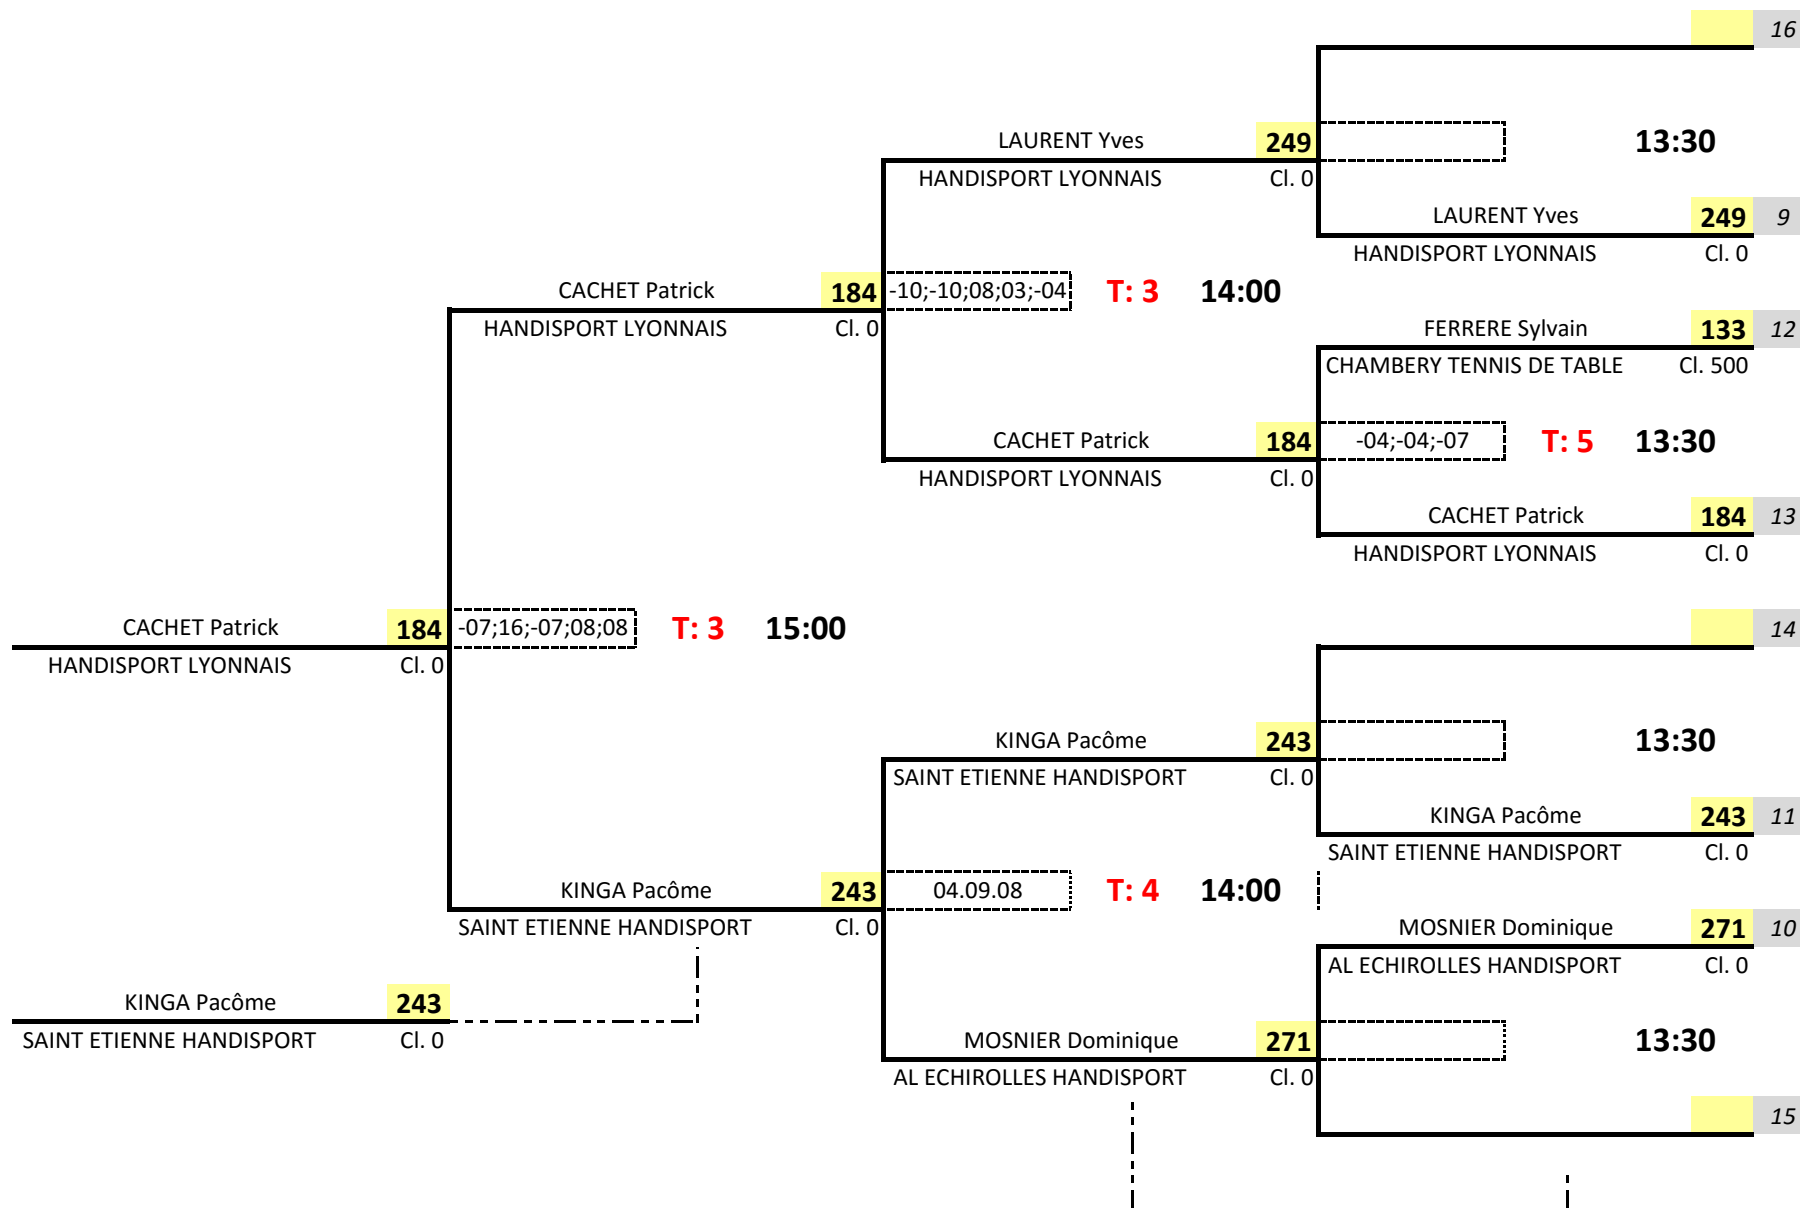 16
LAURENT Yves 249 13:30
HANDISPORT LYONNAIS Cl. 0
LAURENT Yves 249 9
HANDISPORT LYONNAIS Cl. 0
CACHET Patrick 184 -10;-10;08;03;-04 T: 3 14:00
HANDISPORT LYONNAIS Cl. 0
FERRERE Sylvain 133 12
CHAMBERY TENNIS DE TABLE Cl. 500
CACHET Patrick 184 -04;-04;-07 T: 5 13:30
HANDISPORT LYONNAIS Cl. 0
CACHET Patrick 184 13
HANDISPORT LYONNAIS Cl. 0
CACHET Patrick 184 -07;16;-07;08;08 T: 3 15:00 14
HANDISPORT LYONNAIS Cl. 0
KINGA Pacôme 243 13:30
SAINT ETIENNE HANDISPORT Cl. 0
KINGA Pacôme 243 11
SAINT ETIENNE HANDISPORT Cl. 0
KINGA Pacôme 243 04.09.08 T: 4 14:00
SAINT ETIENNE HANDISPORT Cl. 0
MOSNIER Dominique 271 10
AL ECHIROLLES HANDISPORT Cl. 0
KINGA Pacôme 243
SAINT ETIENNE HANDISPORT Cl. 0
MOSNIER Dominique 271 13:30
AL ECHIROLLES HANDISPORT Cl. 0
15